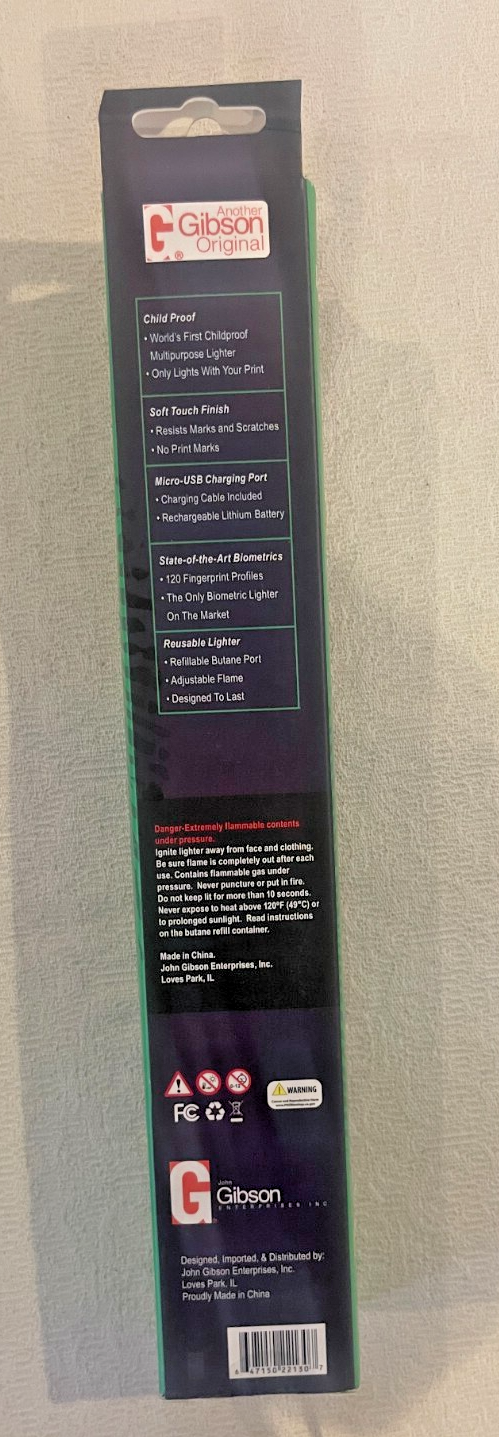 Another
Gibson
Original
G®
Child Proof
• World's First Childproof
Multipurpose Lighter
• Only Lights With Your Print
Soft Touch Finish
• Resists Marks and Scratches
• No Print Marks
Micro-USB Charging Port
• Charging Cable Included
• Rechargeable Lithium Battery
State-of-the-Art Biometrics
• 120 Fingerprint Profiles
• The Only Biometric Lighter
On The Market
Reusable Lighter
• Refillable Butane Port
• Adjustable Flame
• Designed To Last
Danger-Extremely flammable contents
under pressure.
Ignite lighter away from face and clothing.
Be sure flame is completely out after each
use. Contains flammable gas under
pressure. Never puncture or put in fire.
Do not keep lit for more than 10 seconds.
Never expose to heat above 120°F (49°C) or
to prolonged sunlight. Read instructions
on the butane refill container.
Made in China.
John Gibson Enterprises, Inc.
Loves Park, IL
WARNING
FC
G
John
Gibson
ENTERPRISES INC
Designed, Imported, & Distributed by:
John Gibson Enterprises, Inc.
Loves Park, IL
Proudly Made in China
6 47150 22130 7